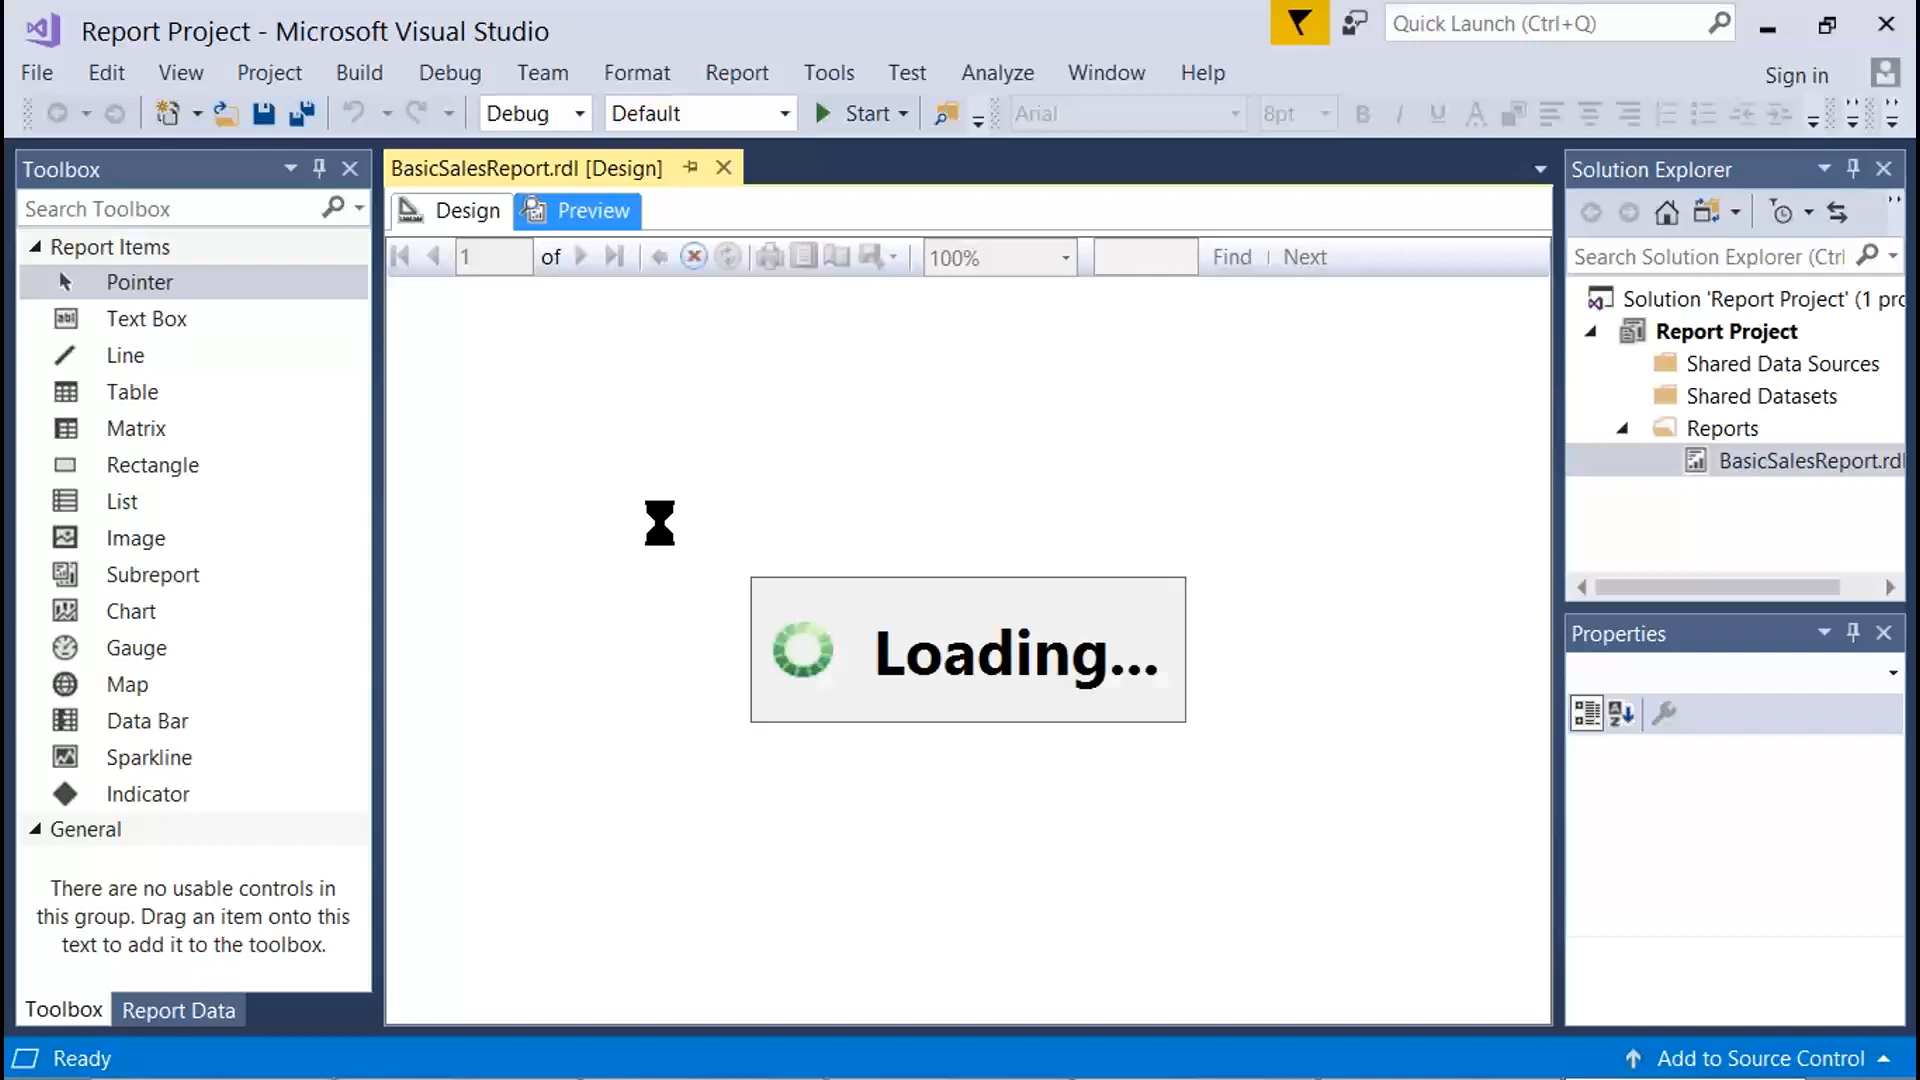 Report Project - Microsoft Visual Studio
Quick Launch (Ctrl+Q)
File Edit View Project Build Debug Team Format Report Tools Test Analyze Window Help
Sign in
Debug Default Start Arial 8pt B I U A
Toolbox
Search Toolbox
Report Items
Pointer
Text Box
Line
Table
Matrix
Rectangle
List
Image
Subreport
Chart
Gauge
Map
Data Bar
Sparkline
Indicator
General
There are no usable controls in
this group. Drag an item onto this
text to add it to the toolbox.
Toolbox Report Data
BasicSalesReport.rdl [Design]
Design Preview
1 of 100% Find Next
Loading...
Solution Explorer
Search Solution Explorer (Ctrl
Solution 'Report Project' (1 pro
Report Project
Shared Data Sources
Shared Datasets
Reports
BasicSalesReport.rdl
Properties
Ready
Add to Source Control